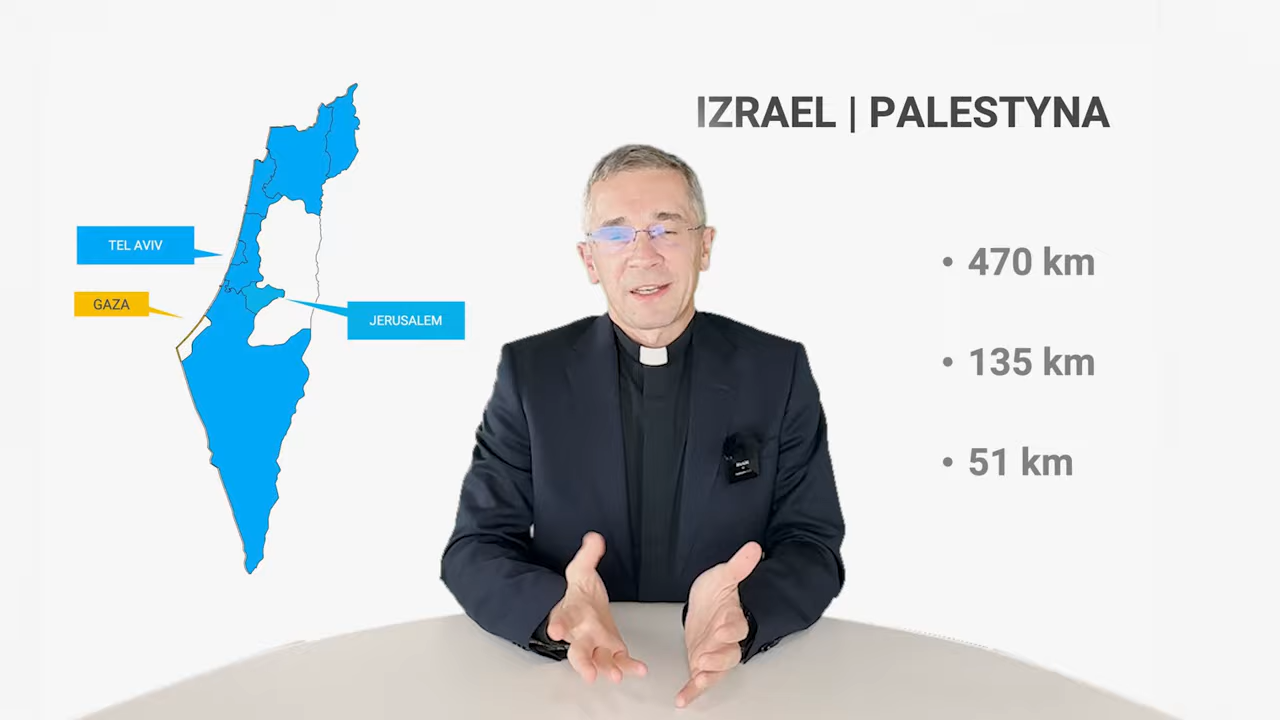 IZRAEL | PALESTYNA
TEL AVIV
GAZA
JERUSALEM
• 470 km
• 135 km
• 51 km